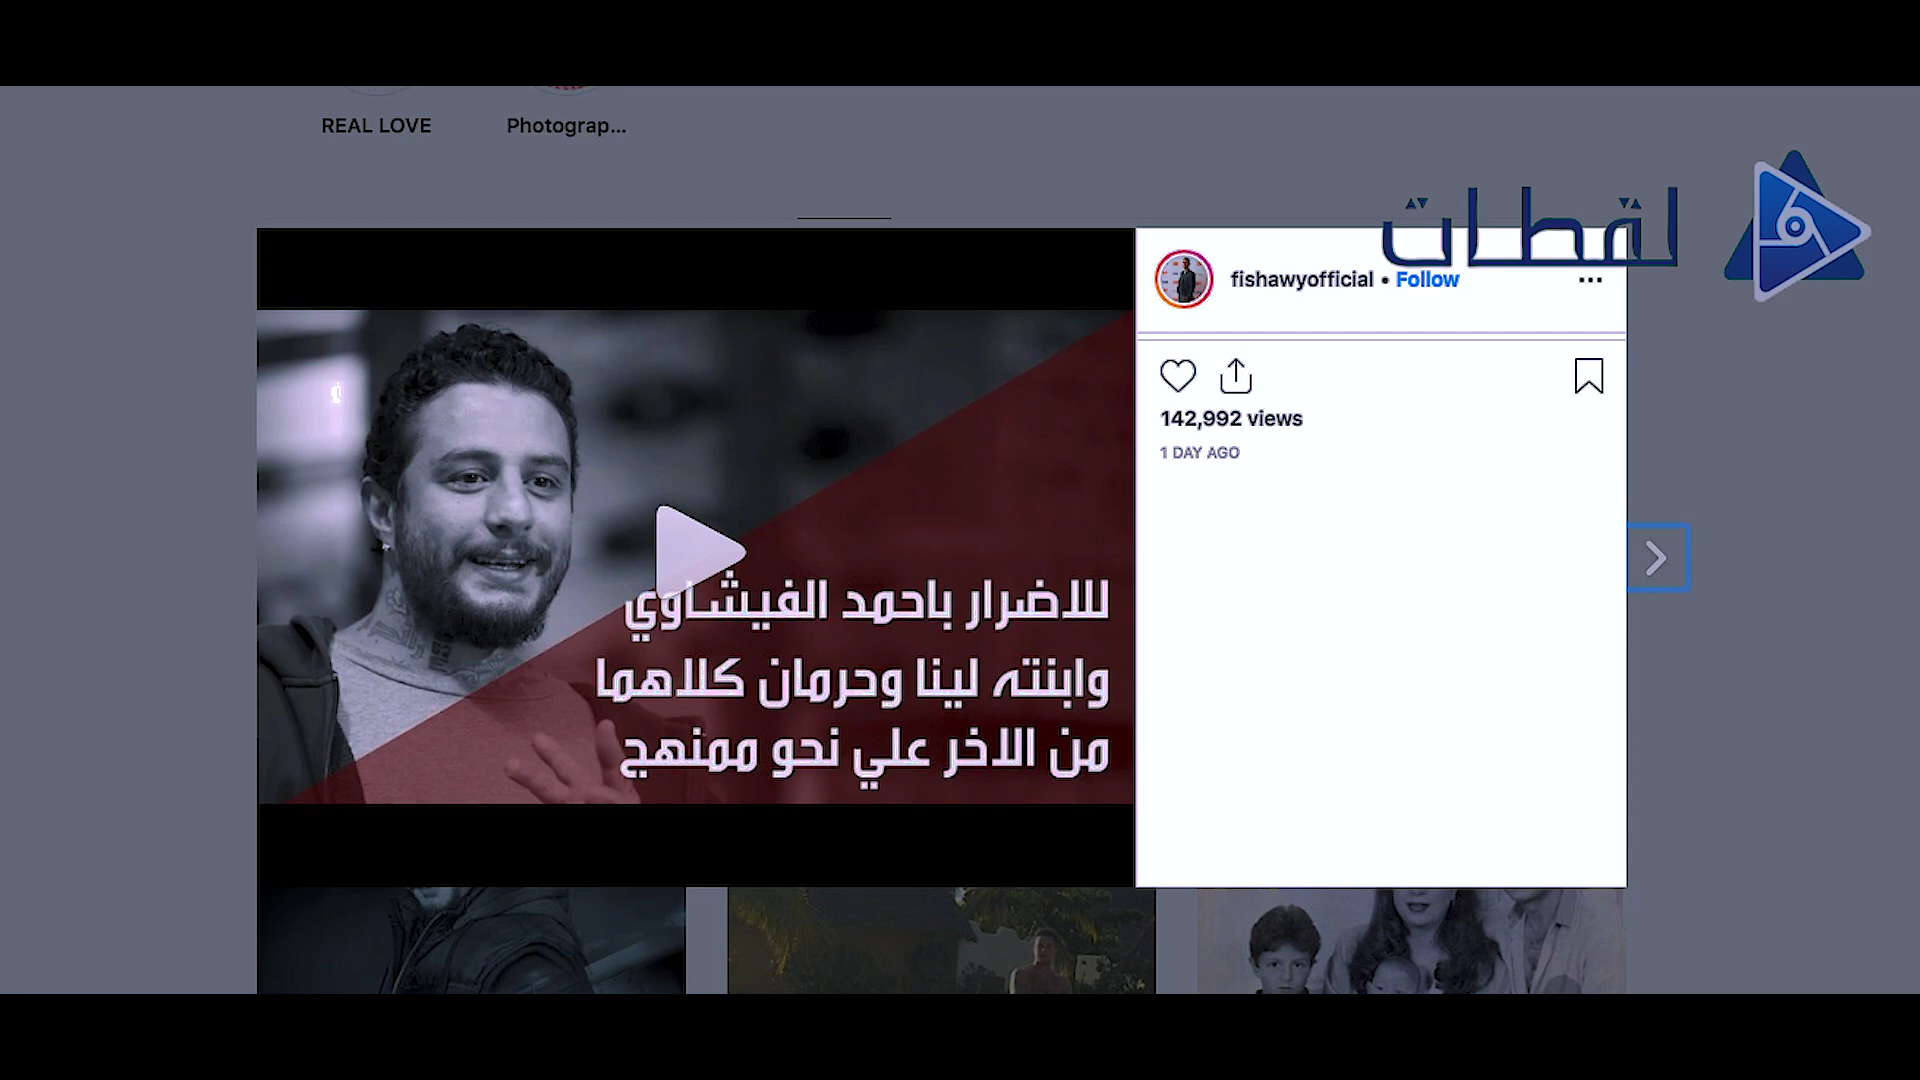 REAL LOVE
Photograp...
لقطات
fishawyofficial • Follow
142,992 views
1 DAY AGO
للاضرار باحمد الفيشاوي
وابنته لينا وحرمان كلاهما
من الاخر علي نحو ممنهج